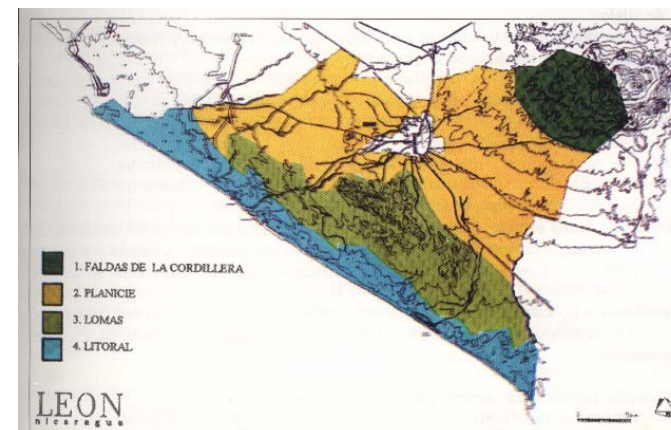 1. FALDAS DE LA CORDILLERA
2. PLANICIE
3. LOMAS
4. LITORAL
LEON
nicaragua